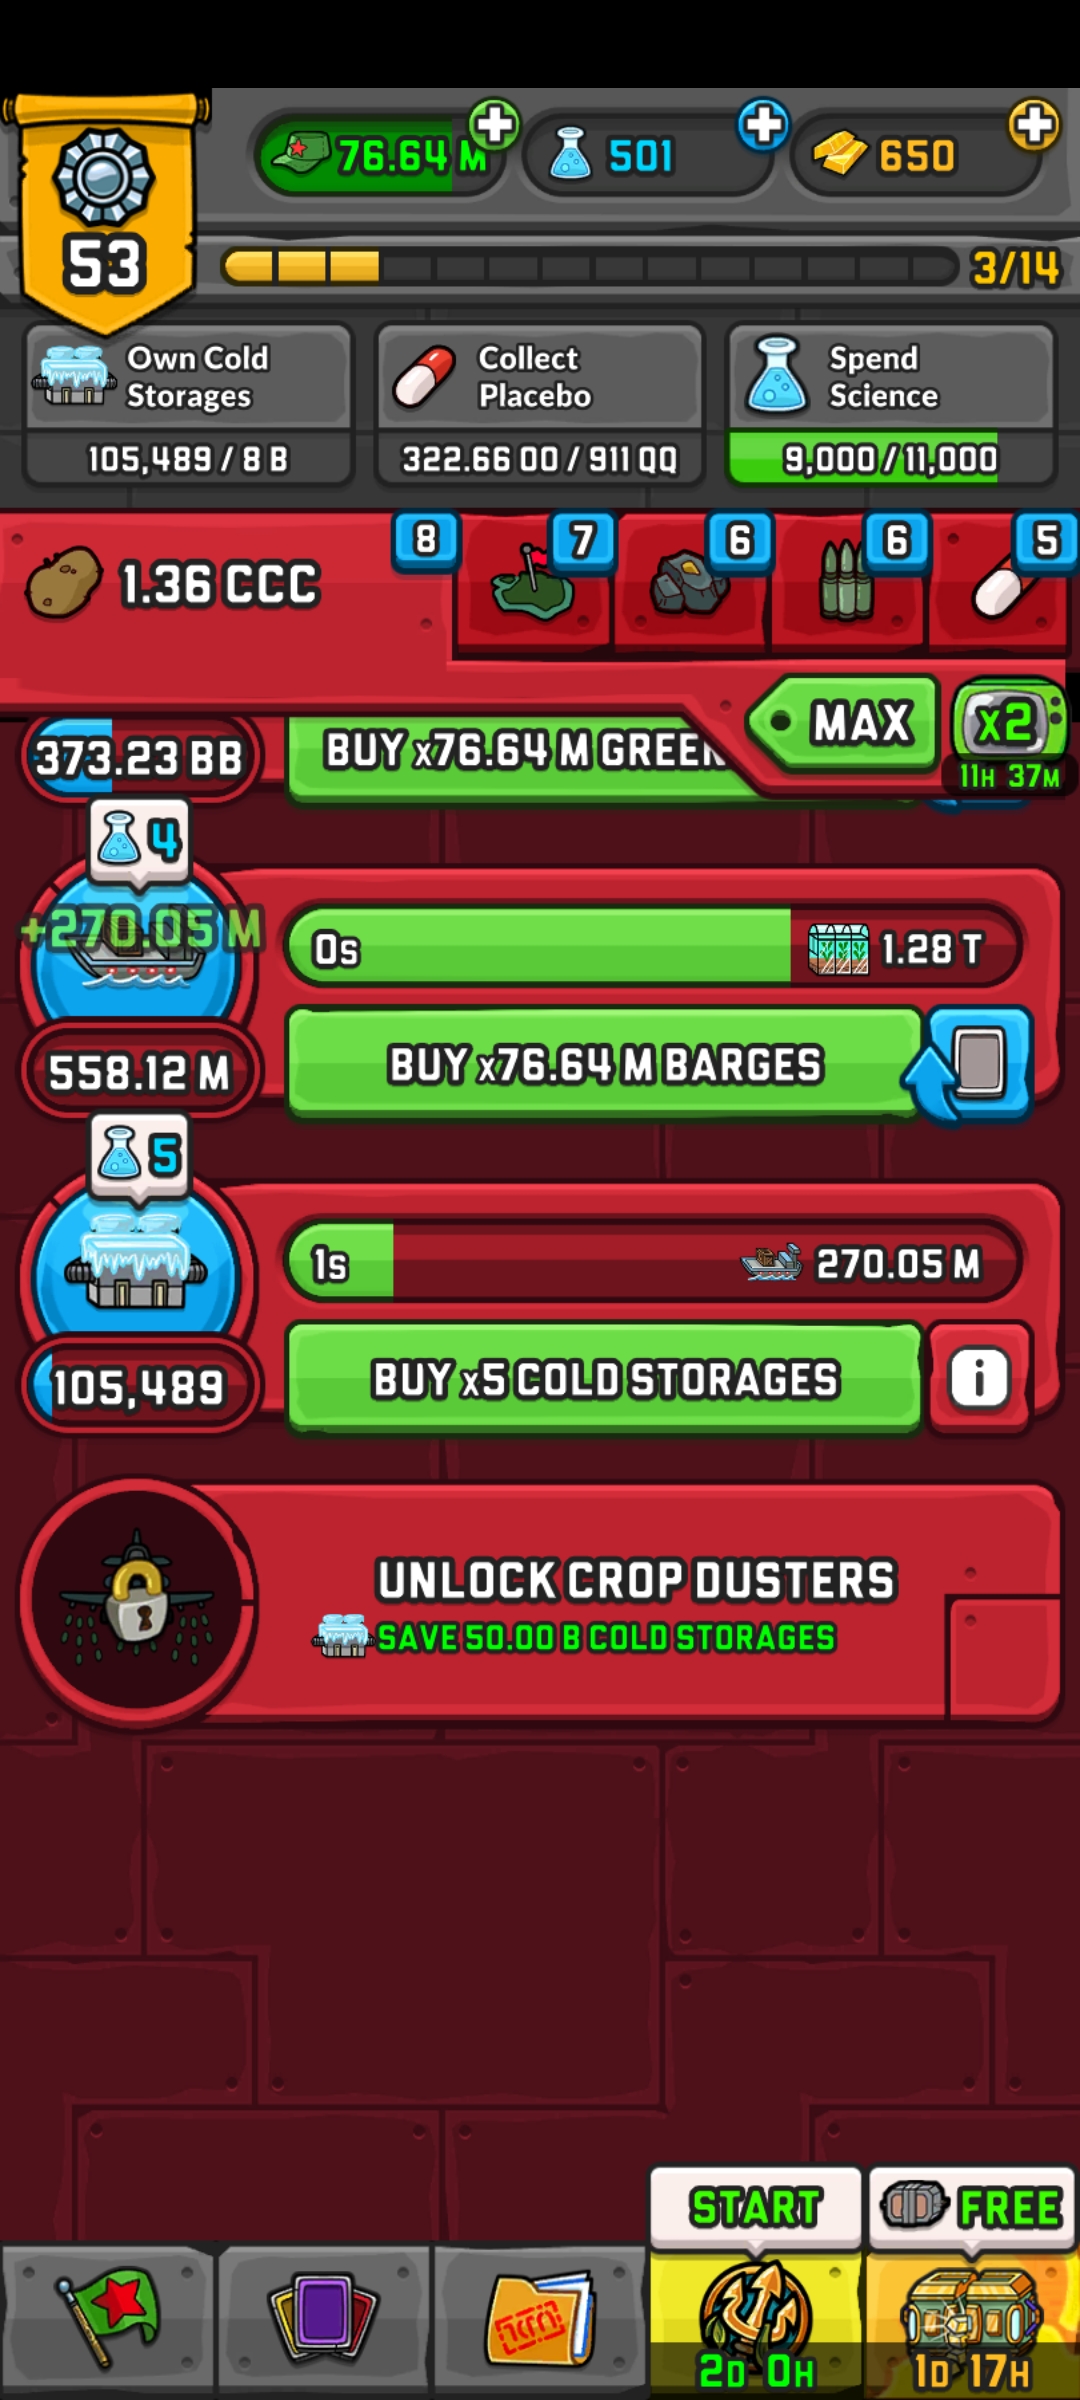 76.64 M
501
650
53
3/14
Own Cold
Storages
105,489 / 8 B
Collect
Placebo
322.66 OO / 911 QQ
Spend
Science
9,000 / 11,000
1.36 CCC
8
7
6
6
5
MAX
x2
11H 37M
373.23 BB
BUY x76.64 M GREEN
4
+270.05 M
0s
1.28 T
558.12 M
BUY x76.64 M BARGES
5
1s
270.05 M
105,489
BUY x5 COLD STORAGES
i
UNLOCK CROP DUSTERS
SAVE 50.00 B COLD STORAGES
START
FREE
2D 0H
1D 17H